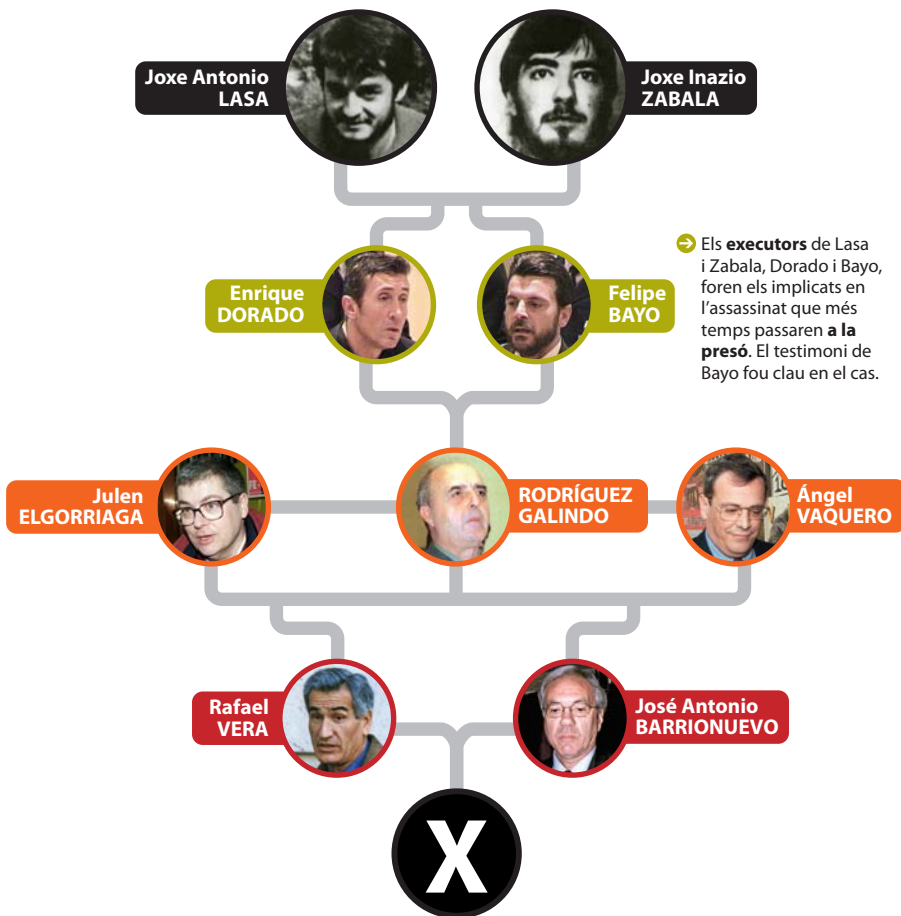 Joxe Antonio
LASA
Joxe Inazio
ZABALA
Enrique
DORADO
Felipe
BAYO
Els executors de Lasa
i Zabala, Dorado i Bayo,
foren els implicats en
l'assassinat que més
temps passaren a la
presó. El testimoni de
Bayo fou clau en el cas.
Julen
ELGORRIAGA
RODRÍGUEZ
GALINDO
Ángel
VAQUERO
Rafael
VERA
José Antonio
BARRIONUEVO
X